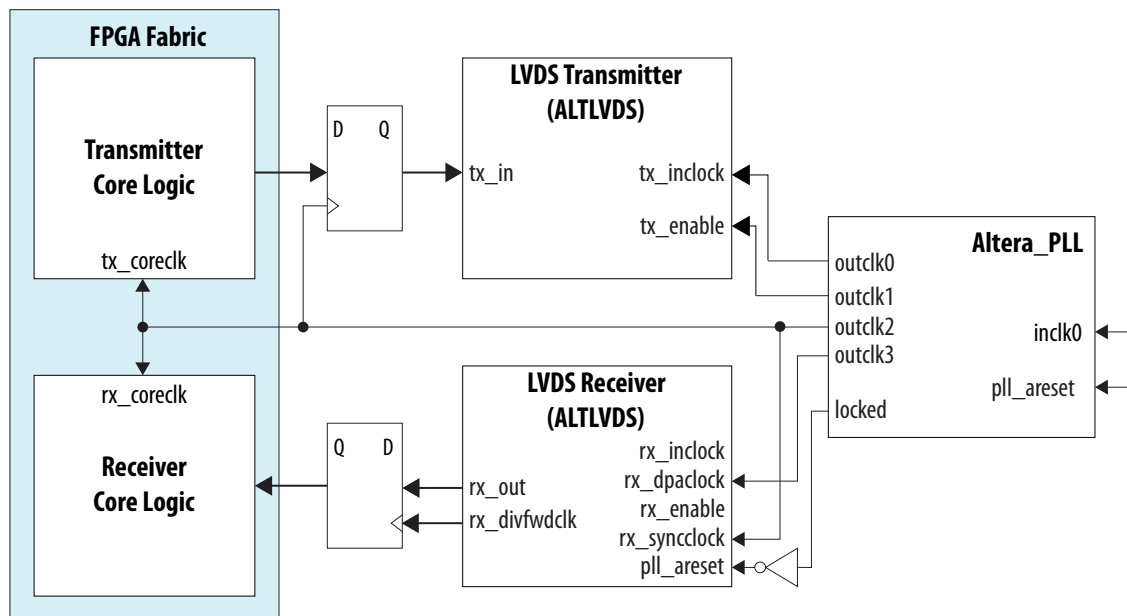 FPGA Fabric
Transmitter
Core Logic
tx_coreclk
D Q
LVDS Transmitter
(ALTLVDS)
tx_in
tx_inclock
tx_enable
Altera_PLL
outclk0
outclk1
outclk2
outclk3
locked
inclk0
pll_areset
rx_coreclk
Receiver
Core Logic
Q D
LVDS Receiver
(ALTLVDS)
rx_out
rx_divfwdclk
rx_inclock
rx_dpaclock
rx_enable
rx_syncclock
pll_areset